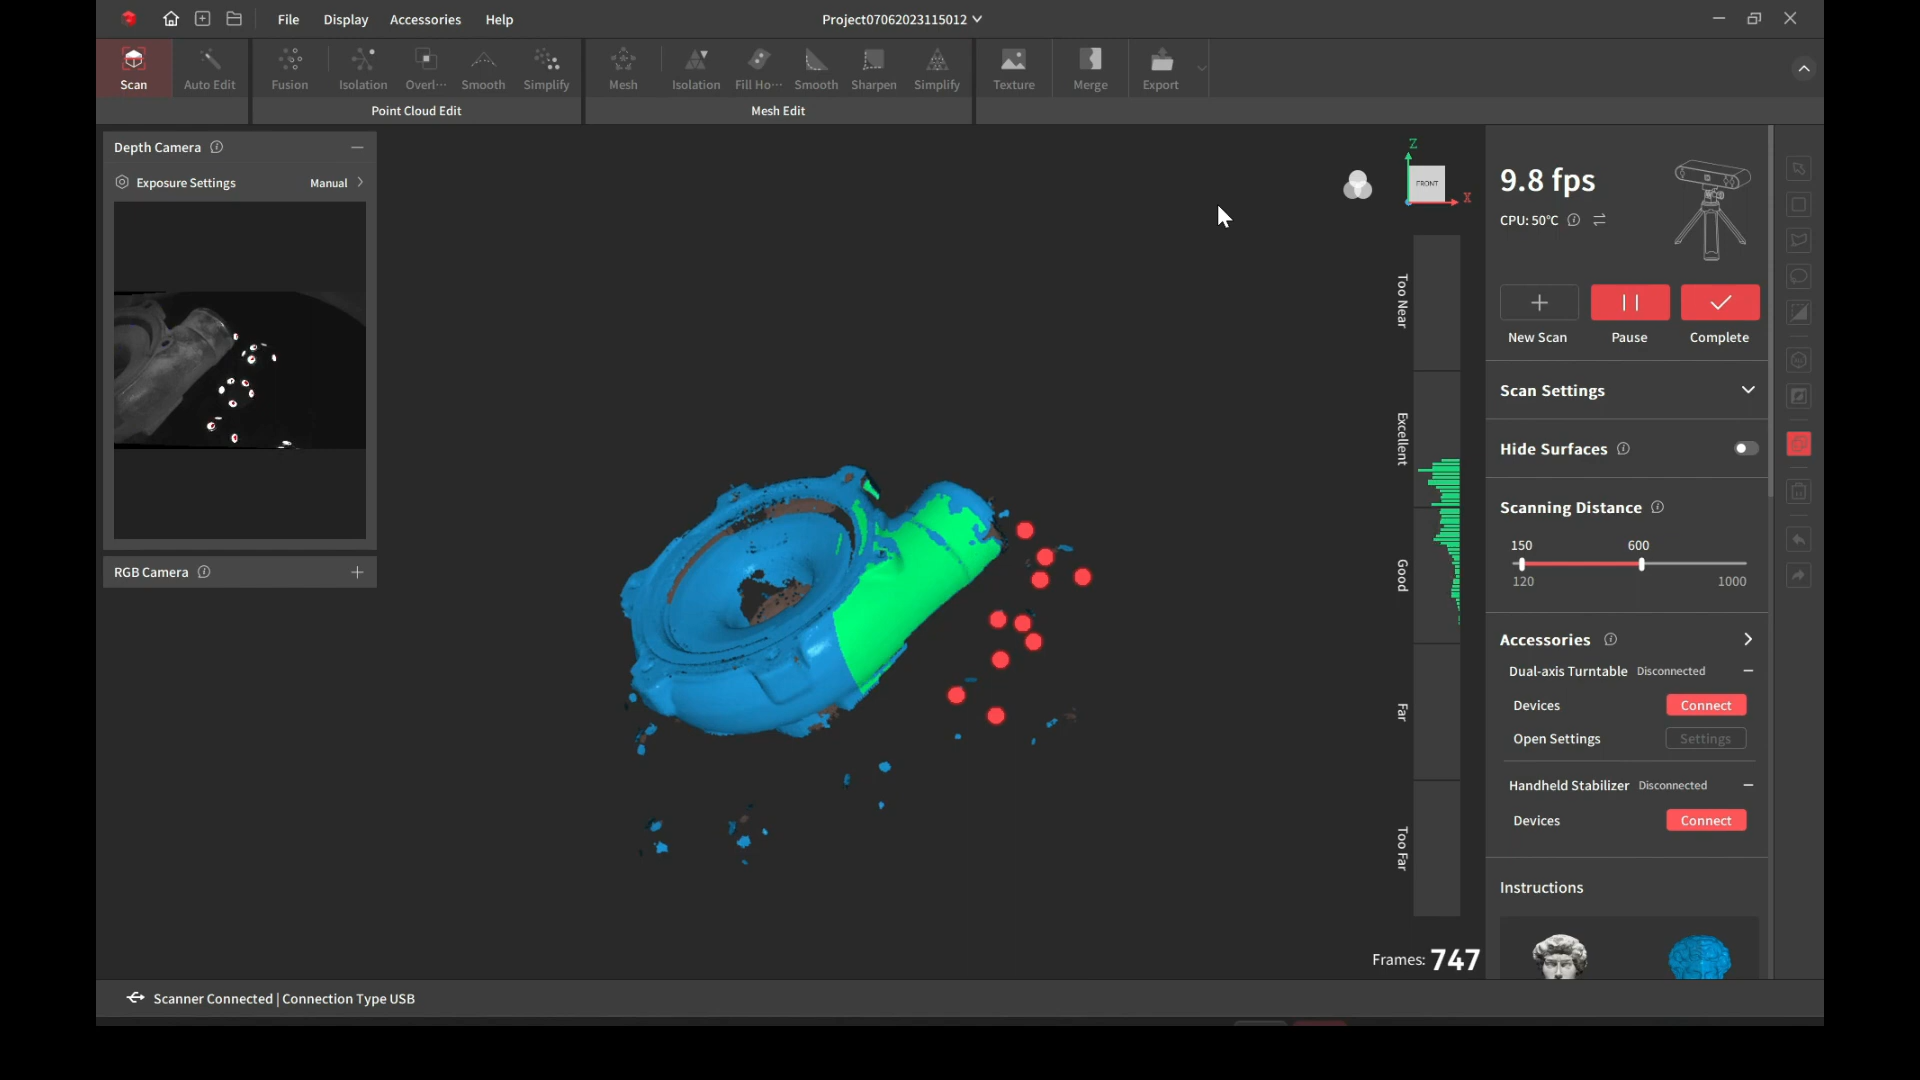 File Display Accessories Help
Project07062023115012
Scan
Auto Edit
Fusion
Isolation
Overl···
Smooth
Simplify
Mesh
Isolation
Fill Ho···
Smooth
Sharpen
Simplify
Texture
Merge
Export
Point Cloud Edit
Mesh Edit
Depth Camera
Exposure Settings Manual
RGB Camera
Z
FRONT
X
Too Near
Excellent
Good
Far
Too Far
Frames: 747
9.8 fps
CPU: 50°C
New Scan
Pause
Complete
Scan Settings
Hide Surfaces
Scanning Distance
150 600
120 1000
Accessories
Dual-axis Turntable Disconnected
Devices Connect
Open Settings Settings
Handheld Stabilizer Disconnected
Devices Connect
Instructions
Scanner Connected | Connection Type USB